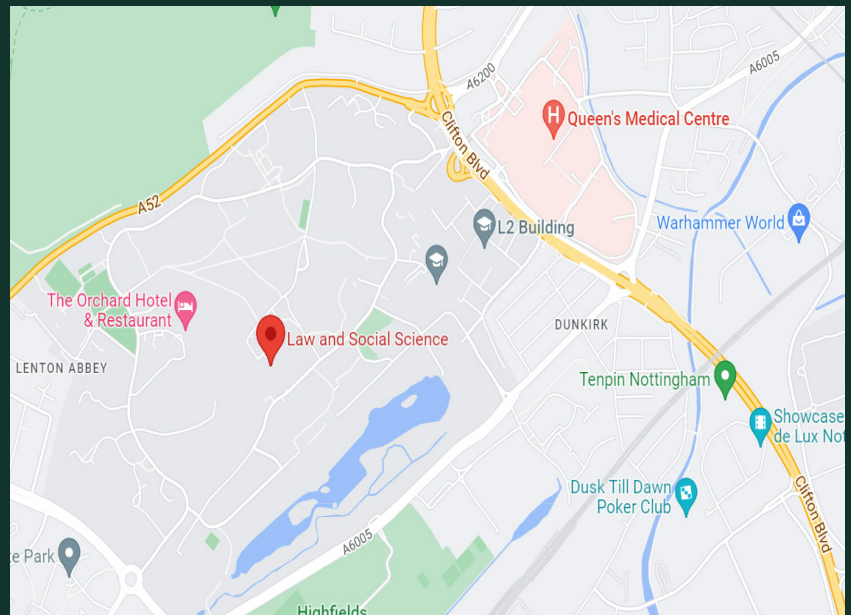 A6200
A6005
Clifton Blvd
Queen's Medical Centre
A52
L2 Building
Warhammer World
The Orchard Hotel
& Restaurant
DUNKIRK
Law and Social Science
LENTON ABBEY
Tenpin Nottingham
Showcase
de Lux Not
Dusk Till Dawn
Poker Club
Clifton Blvd
A6005
te Park
Highfields